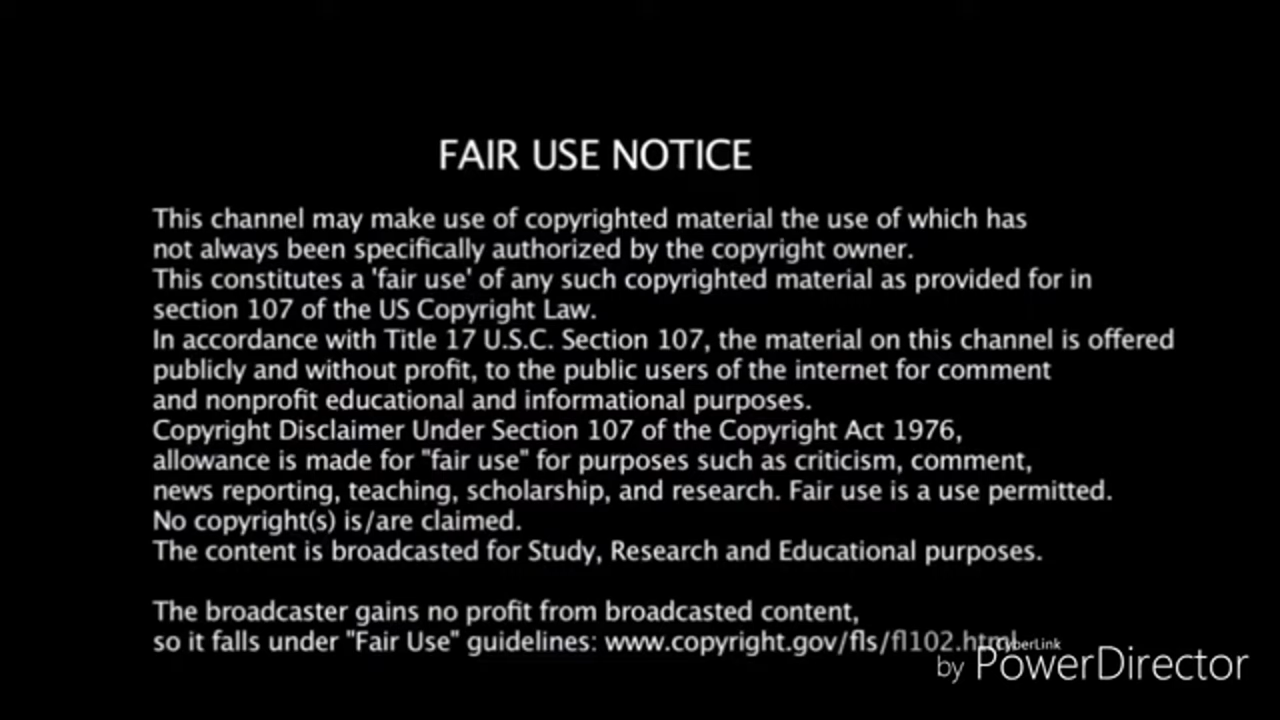 FAIR USE NOTICE
This channel may make use of copyrighted material the use of which has
not always been specifically authorized by the copyright owner.
This constitutes a 'fair use' of any such copyrighted material as provided for in
section 107 of the US Copyright Law.
In accordance with Title 17 U.S.C. Section 107, the material on this channel is offered
publicly and without profit, to the public users of the internet for comment
and nonprofit educational and informational purposes.
Copyright Disclaimer Under Section 107 of the Copyright Act 1976,
allowance is made for "fair use" for purposes such as criticism, comment,
news reporting, teaching, scholarship, and research. Fair use is a use permitted.
No copyright(s) is/are claimed.
The content is broadcasted for Study, Research and Educational purposes.
The broadcaster gains no profit from broadcasted content,
so it falls under "Fair Use" guidelines: www.copyright.gov/fls/fl102.html
CyberLink
by PowerDirector